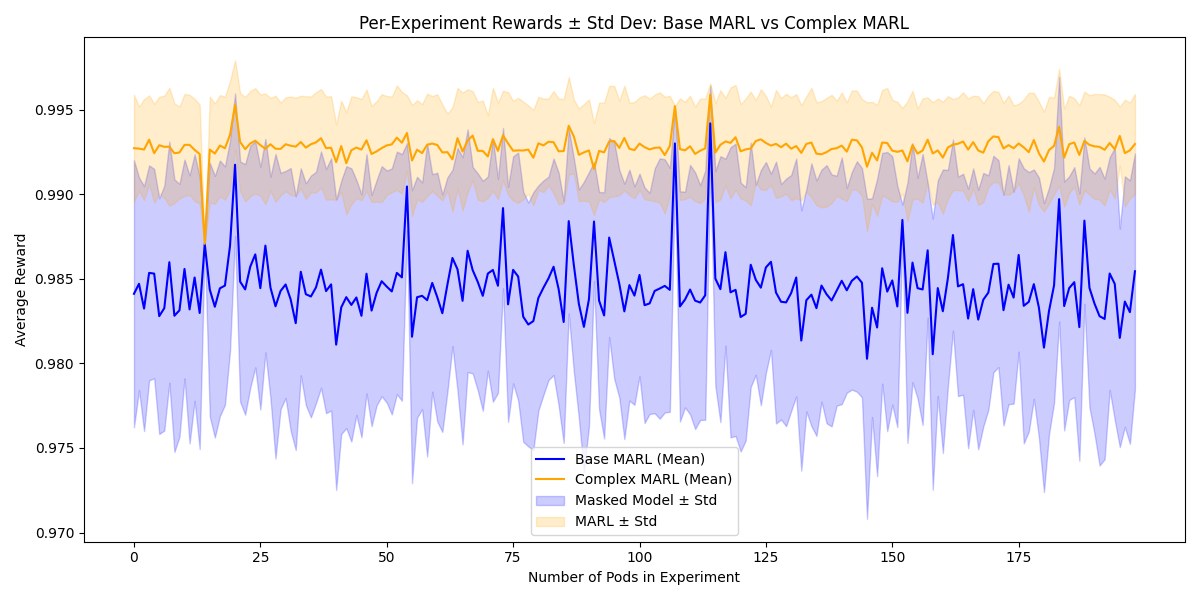 Per-Experiment Rewards ± Std Dev: Base MARL vs Complex MARL
Average Reward
0.995
0.990
0.985
0.980
0.975
0.970
Base MARL (Mean)
Complex MARL (Mean)
Masked Model ± Std
MARL ± Std
0 25 50 75 100 125 150 175
Number of Pods in Experiment